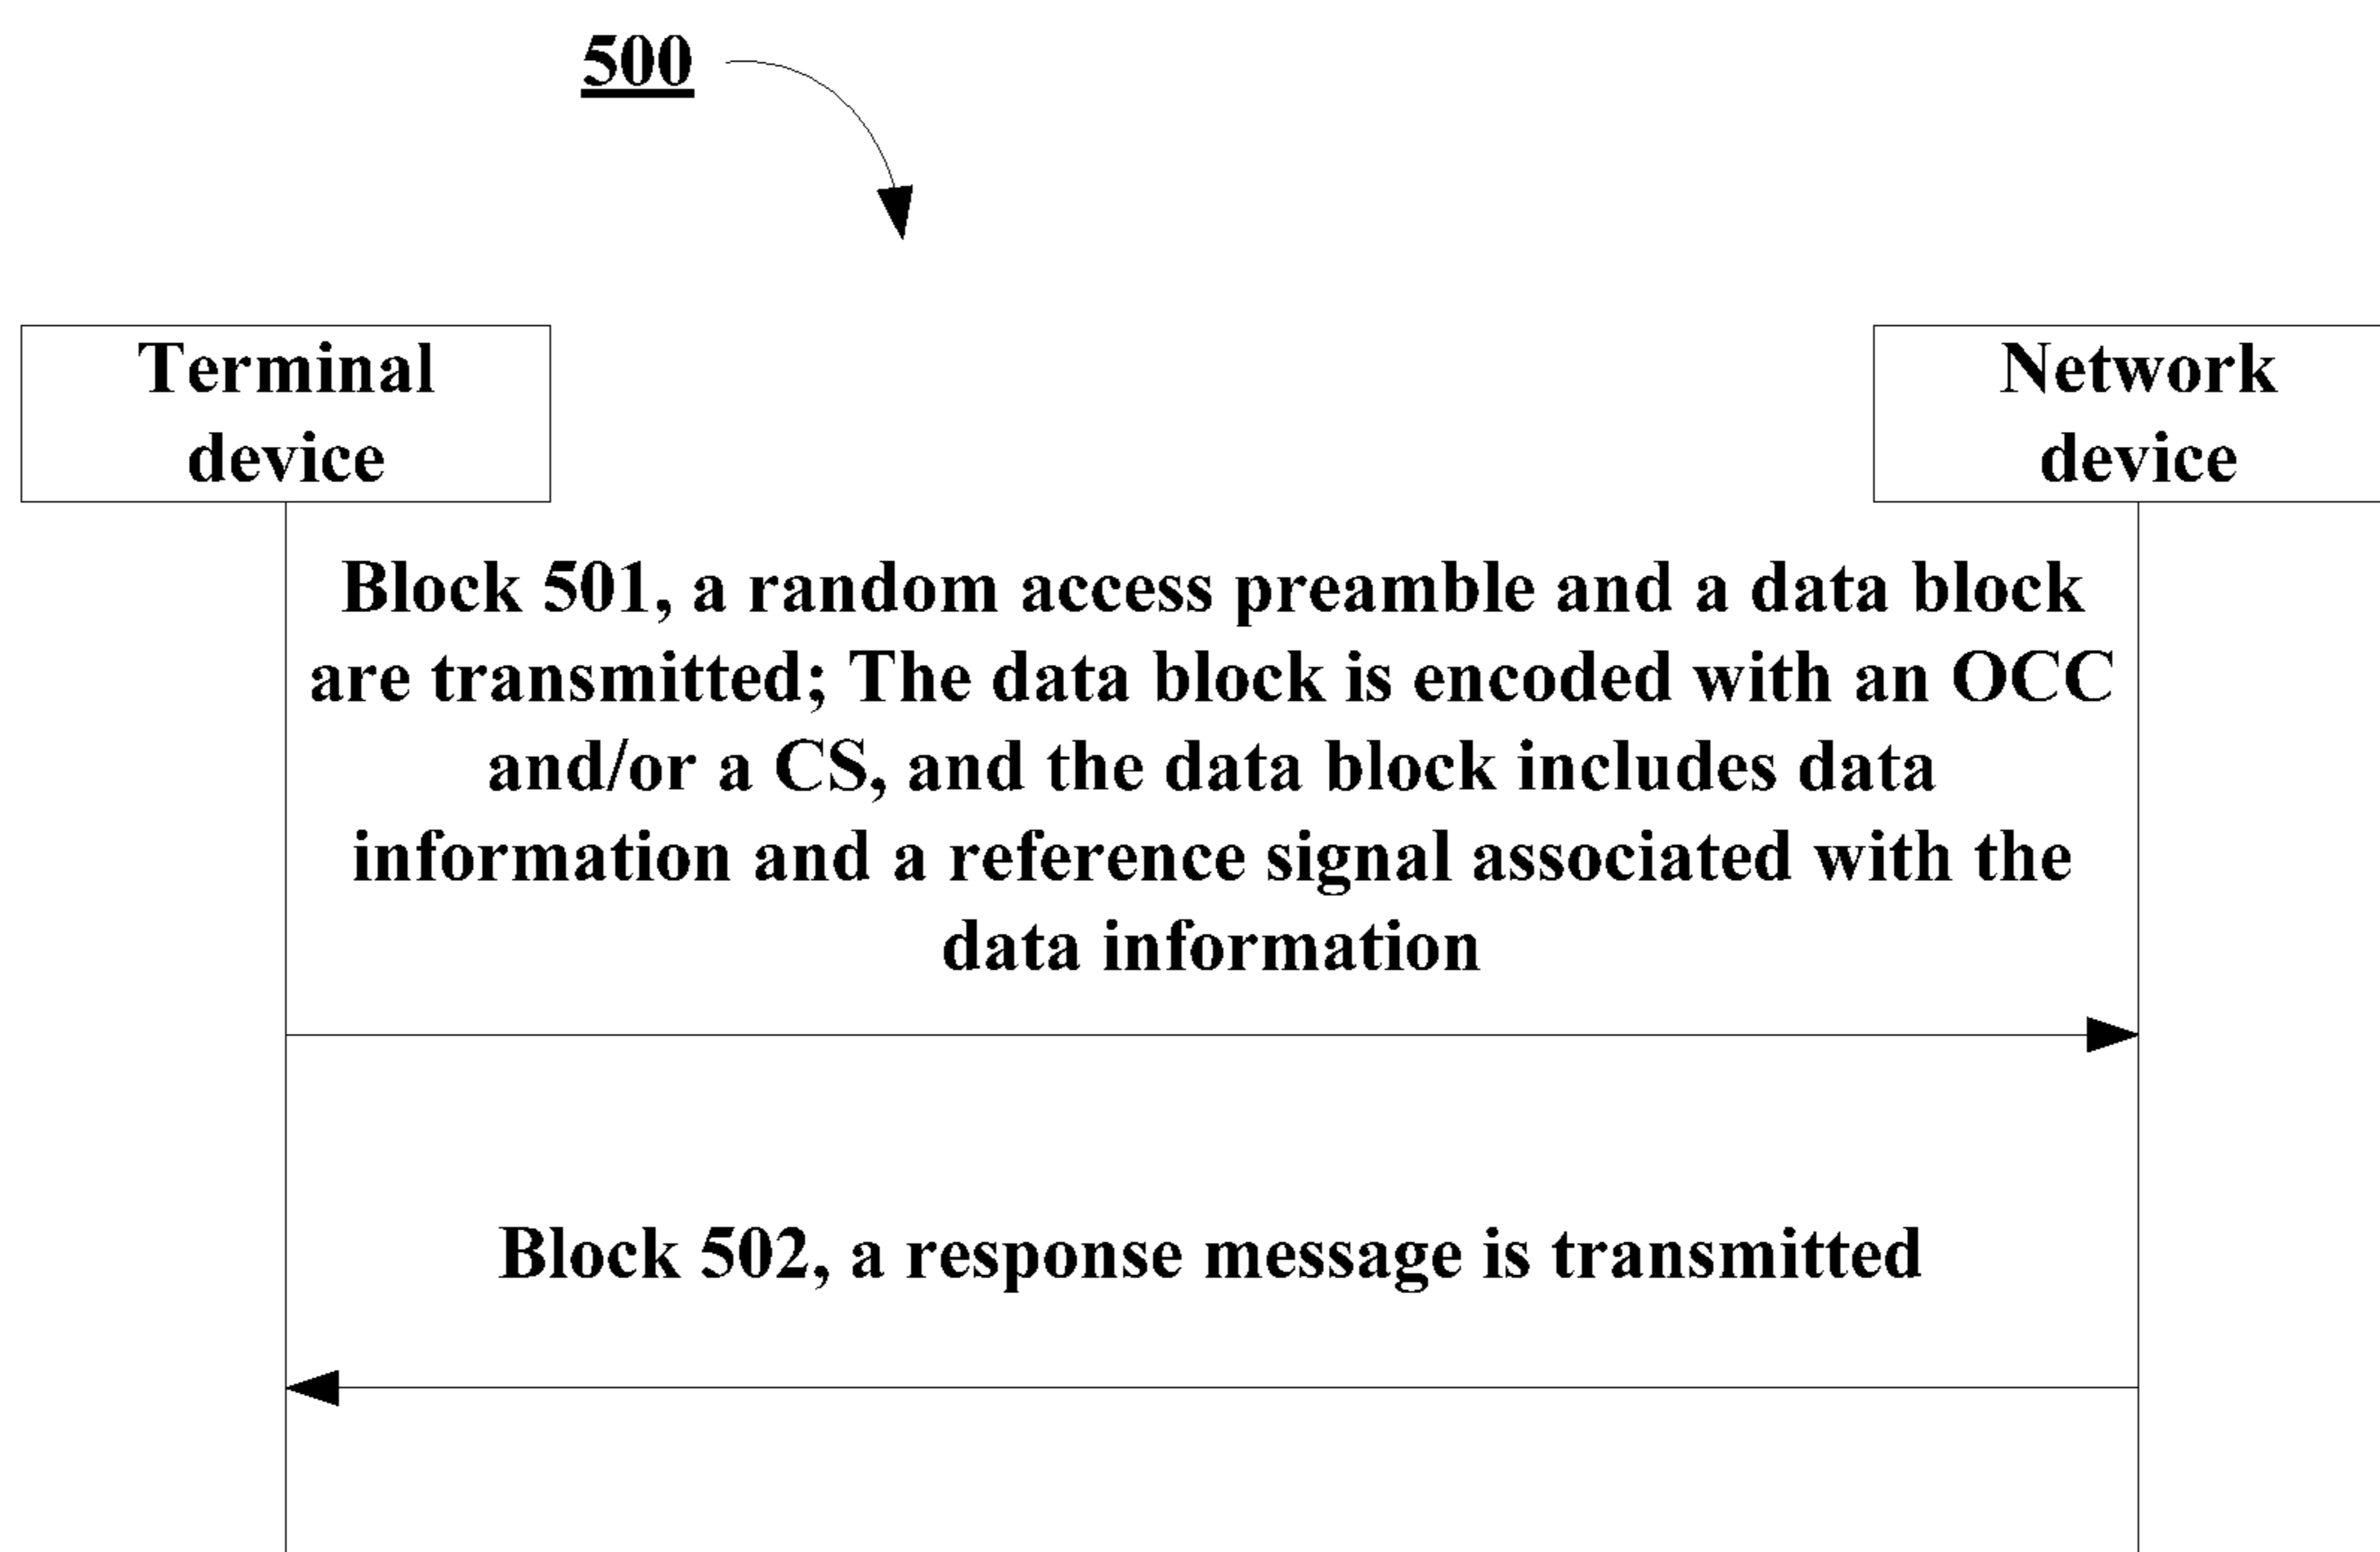 500
Terminal
device
Network
device
Block 501, a random access preamble and a data block
are transmitted; The data block is encoded with an OCC
and/or a CS, and the data block includes data
information and a reference signal associated with the
data information
Block 502, a response message is transmitted